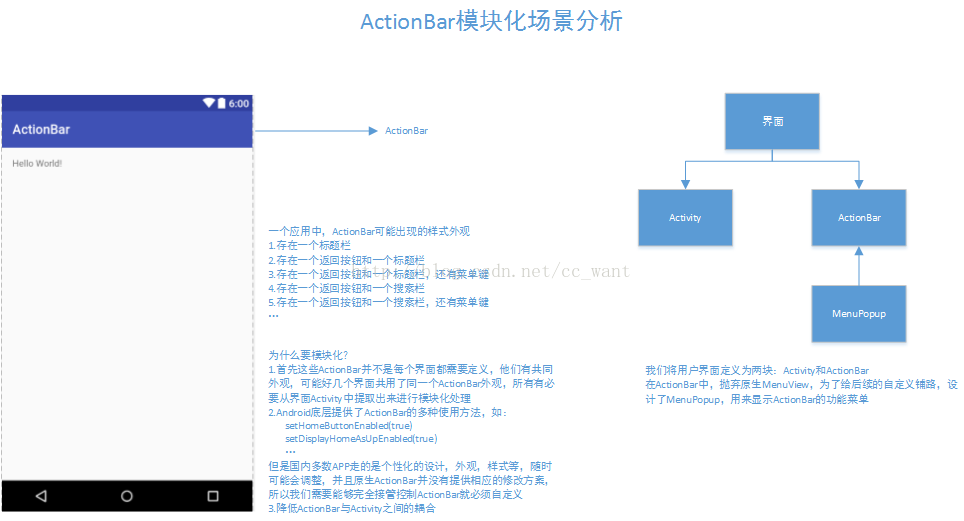 ActionBar模块化场景分析
6:00
ActionBar
Hello World!
ActionBar
一个应用中，ActionBar可能出现的样式外观
1.存在一个标题栏
2.存在一个返回按钮和一个标题栏
3.存在一个返回按钮和一个标题栏，还有菜单键
4.存在一个返回按钮和一个搜索栏
5.存在一个返回按钮和一个搜索栏，还有菜单键
…
为什么要模块化？
1.首先这些ActionBar并不是每个界面都需要定义，他们有共同
外观，可能好几个界面共用了同一个ActionBar外观，所有有必
要从界面Activity中提取出来进行模块化处理
2.Android底层提供了ActionBar的多种使用方法，如：
setHomeButtonEnabled(true)
setDisplayHomeAsUpEnabled(true)
…
但是国内多数APP走的是个性化的设计，外观，样式等，随时
可能会调整，并且原生ActionBar并没有提供相应的修改方案，
所以我们需要能够完全接管控制ActionBar就必须自定义
3.降低ActionBar与Activity之间的耦合
界面
Activity
ActionBar
MenuPopup
我们将用户界面定义为两块：Activity和ActionBar
在ActionBar中，抛弃原生MenuView，为了给后续的自定义铺路，设
计了MenuPopup，用来显示ActionBar的功能菜单
http://blog.csdn.net/cc_want